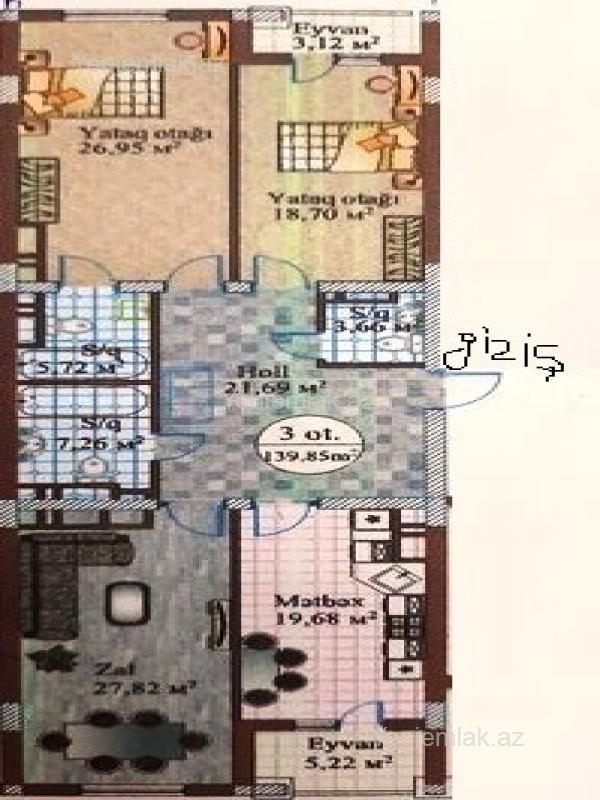 Eyvan
3,12 м²
Yataq otağı
26,95 м²
Yataq otağı
18,70 м²
S/q
3,66 м²
S/q
5,72 м²
Holl
21,69 м²
giziş
S/q
7,26 м²
3 ot.
139,85m²
Mətbəx
19,68 м²
Zal
27,82 м²
Eyvan
5,22 м²
emlak.az